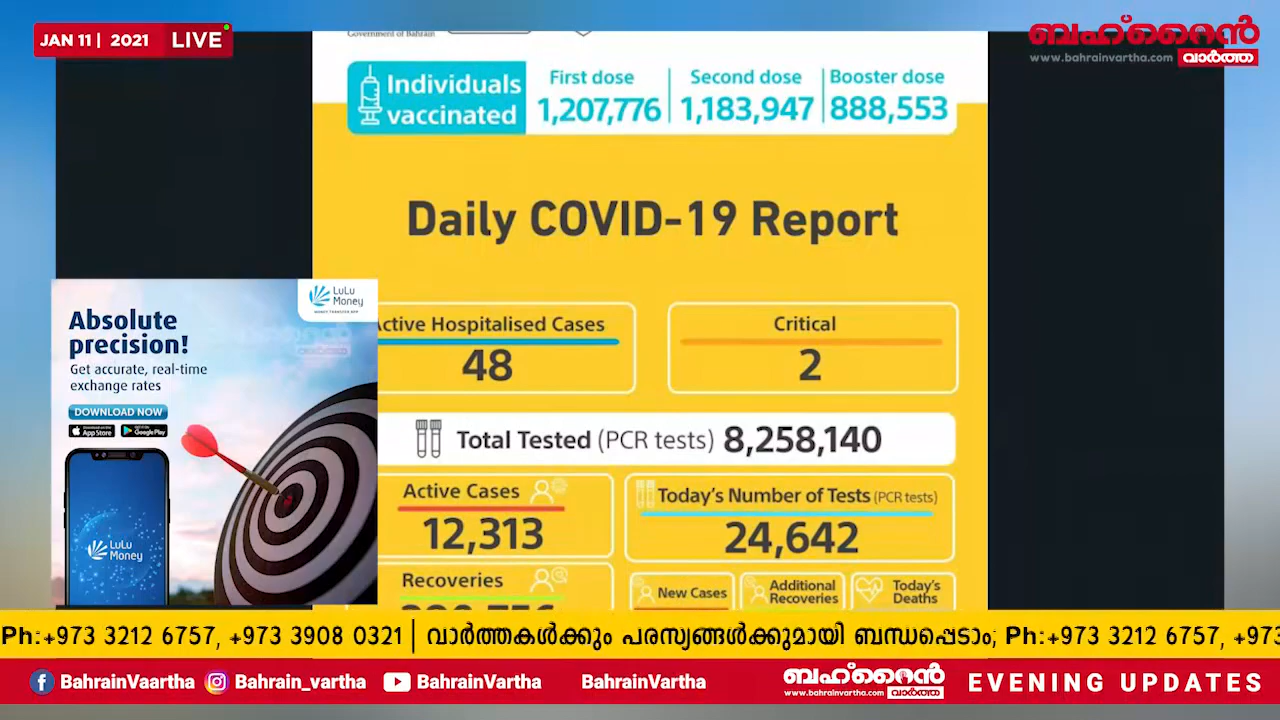 JAN 11 | 2021 LIVE
ബഹ്റൈൻ
www.bahrainvartha.com വാർത്ത
Government of Bahrain
Individuals vaccinated
First dose
1,207,776
Second dose
1,183,947
Booster dose
888,553
Daily COVID-19 Report
Active Hospitalised Cases
48
Critical
2
Total Tested (PCR tests) 8,258,140
Active Cases
12,313
Today's Number of Tests (PCR tests)
24,642
Recoveries
New Cases
Additional Recoveries
Today's Deaths
LuLu Money
MONEY TRANSFER APP
Absolute
precision!
Get accurate, real-time
exchange rates
DOWNLOAD NOW
App Store
Google Play
LuLu Money
Ph:+973 3212 6757, +973 3908 0321 | വാർത്തകൾക്കും പരസ്യങ്ങൾക്കുമായി ബന്ധപ്പെടാം; Ph:+973 3212 6757, +973
BahrainVaartha Bahrain_vartha BahrainVartha BahrainVartha
ബഹ്റൈൻ
www.bahrainvartha.com വാർത്ത
EVENING UPDATES